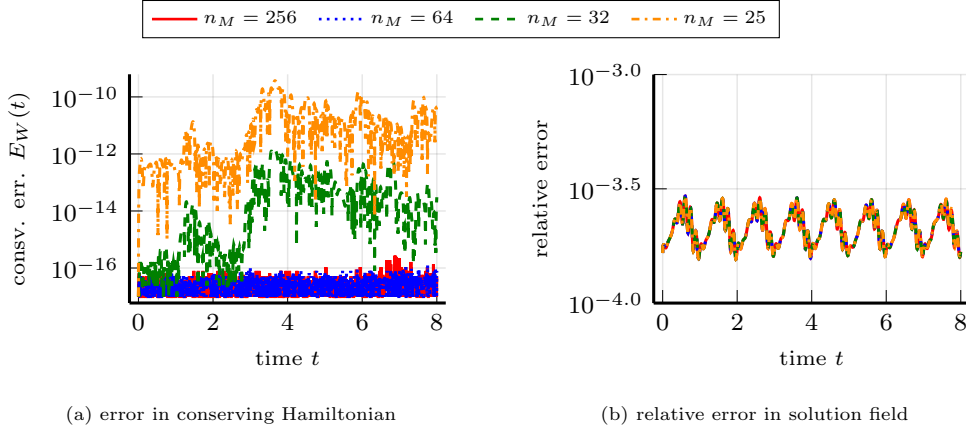 n_M = 256 n_M = 64 n_M = 32 n_M = 25
consv. err. E_W(t)
10^{-10}
10^{-12}
10^{-14}
10^{-16}
0 2 4 6 8
time t
(a) error in conserving Hamiltonian
relative error
10^{-3.0}
10^{-3.5}
10^{-4.0}
0 2 4 6 8
time t
(b) relative error in solution field